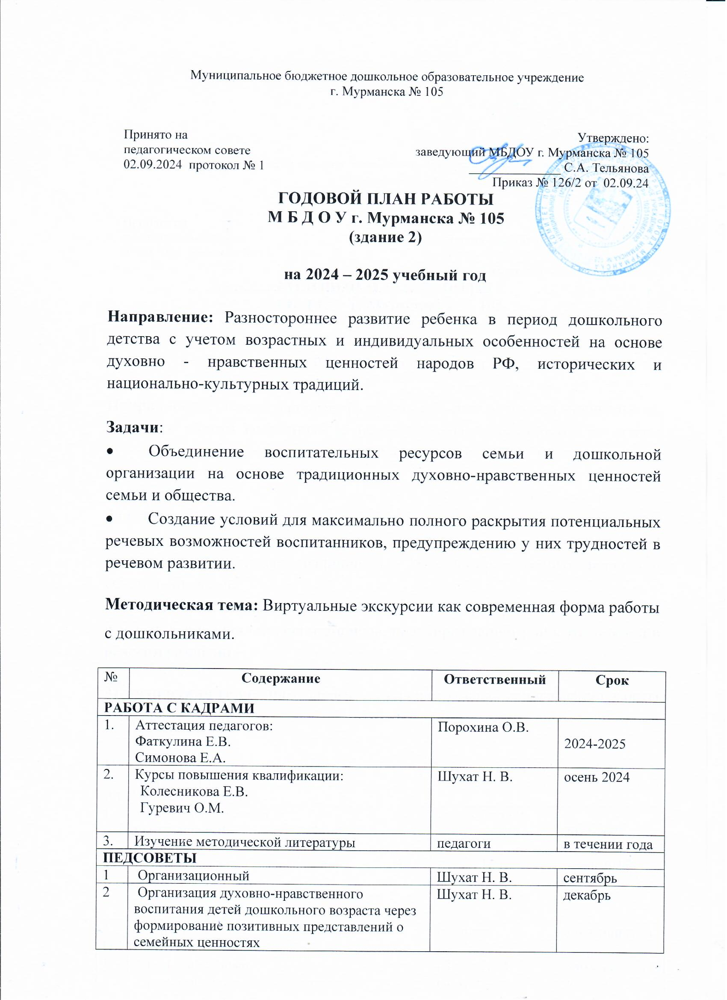 Муниципальное бюджетное дошкольное образовательное учреждение
г. Мурманска № 105
Принято на
педагогическом совете
02.09.2024 протокол № 1
Утверждено:
заведующий МБДОУ г. Мурманска № 105
_____________ С.А. Тельянова
Приказ № 126/2 от 02.09.24
ГОДОВОЙ ПЛАН РАБОТЫ
М Б Д О У г. Мурманска № 105
(здание 2)
на 2024 – 2025 учебный год
Направление: Разностороннее развитие ребенка в период дошкольного
детства с учетом возрастных и индивидуальных особенностей на основе
духовно - нравственных ценностей народов РФ, исторических и
национально-культурных традиций.
Задачи:
• Объединение воспитательных ресурсов семьи и дошкольной
организации на основе традиционных духовно-нравственных ценностей
семьи и общества.
• Создание условий для максимально полного раскрытия потенциальных
речевых возможностей воспитанников, предупреждению у них трудностей в
речевом развитии.
Методическая тема: Виртуальные экскурсии как современная форма работы
с дошкольниками.
№ Содержание Ответственный Срок
РАБОТА С КАДРАМИ
1. Аттестация педагогов: Порохина О.В.
Фаткулина Е.В. 2024-2025
Симонова Е.А.
2. Курсы повышения квалификации: Шухат Н. В. осень 2024
Колесникова Е.В.
Гуревич О.М.
3. Изучение методической литературы педагоги в течении года
ПЕДСОВЕТЫ
1 Организационный Шухат Н. В. сентябрь
2 Организация духовно-нравственного Шухат Н. В. декабрь
воспитания детей дошкольного возраста через
формирование позитивных представлений о
семейных ценностях